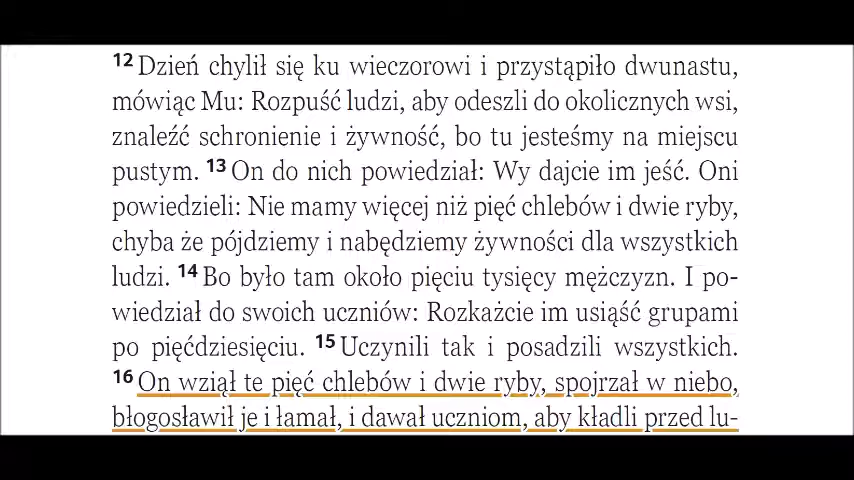 12 Dzień chylił się ku wieczorowi i przystąpiło dwunastu,
mówiąc Mu: Rozpuść ludzi, aby odeszli do okolicznych wsi,
znaleźć schronienie i żywność, bo tu jesteśmy na miejscu
pustym. 13 On do nich powiedział: Wy dajcie im jeść. Oni
powiedzieli: Nie mamy więcej niż pięć chlebów i dwie ryby,
chyba że pójdziemy i nabędziemy żywności dla wszystkich
ludzi. 14 Bo było tam około pięciu tysięcy mężczyzn. I po-
wiedział do swoich uczniów: Rozkażcie im usiąść grupami
po pięćdziesięciu. 15 Uczynili tak i posadzili wszystkich.
16 On wziął te pięć chlebów i dwie ryby, spojrzał w niebo,
błogosławił je i łamał, i dawał uczniom, aby kładli przed lu-